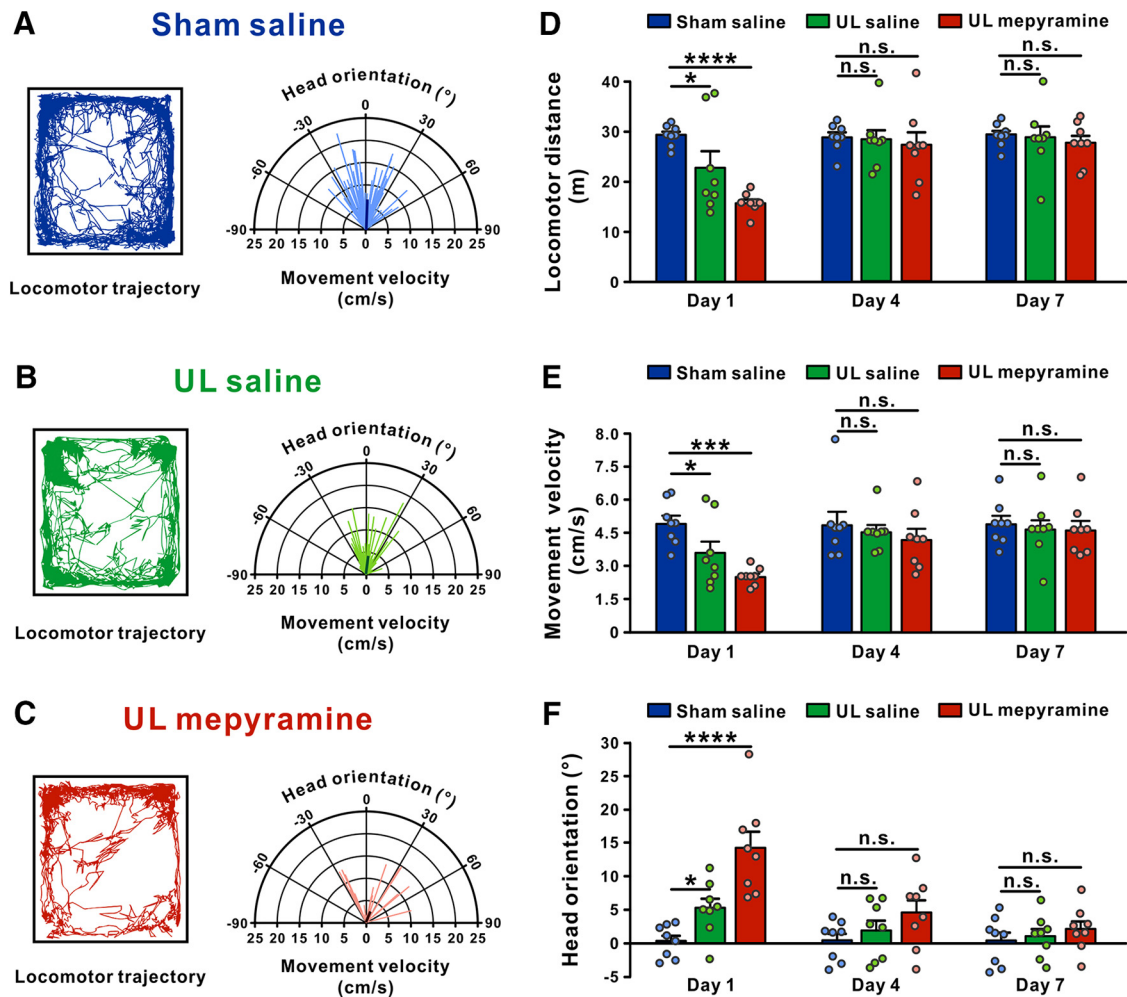 A
Sham saline
Locomotor trajectory
Head orientation (°)
-90 -60 -30 0 30 60 90
25 20 15 10 5 0 5 10 15 20 25
Movement velocity
(cm/s)
B
UL saline
Locomotor trajectory
Head orientation (°)
-90 -60 -30 0 30 60 90
25 20 15 10 5 0 5 10 15 20 25
Movement velocity
(cm/s)
C
UL mepyramine
Locomotor trajectory
Head orientation (°)
-90 -60 -30 0 30 60 90
25 20 15 10 5 0 5 10 15 20 25
Movement velocity
(cm/s)
D
Sham saline UL saline UL mepyramine
Locomotor distance
(m)
40
30
20
10
0
****
*
n.s.
n.s.
n.s.
n.s.
Day 1 Day 4 Day 7
E
Sham saline UL saline UL mepyramine
Movement velocity
(cm/s)
8.0
7.5
6.0
4.5
3.0
1.5
0
***
*
n.s.
n.s.
n.s.
n.s.
Day 1 Day 4 Day 7
F
Sham saline UL saline UL mepyramine
Head orientation (°)
30
25
20
15
10
5
0
-5
****
*
n.s.
n.s.
n.s.
n.s.
Day 1 Day 4 Day 7